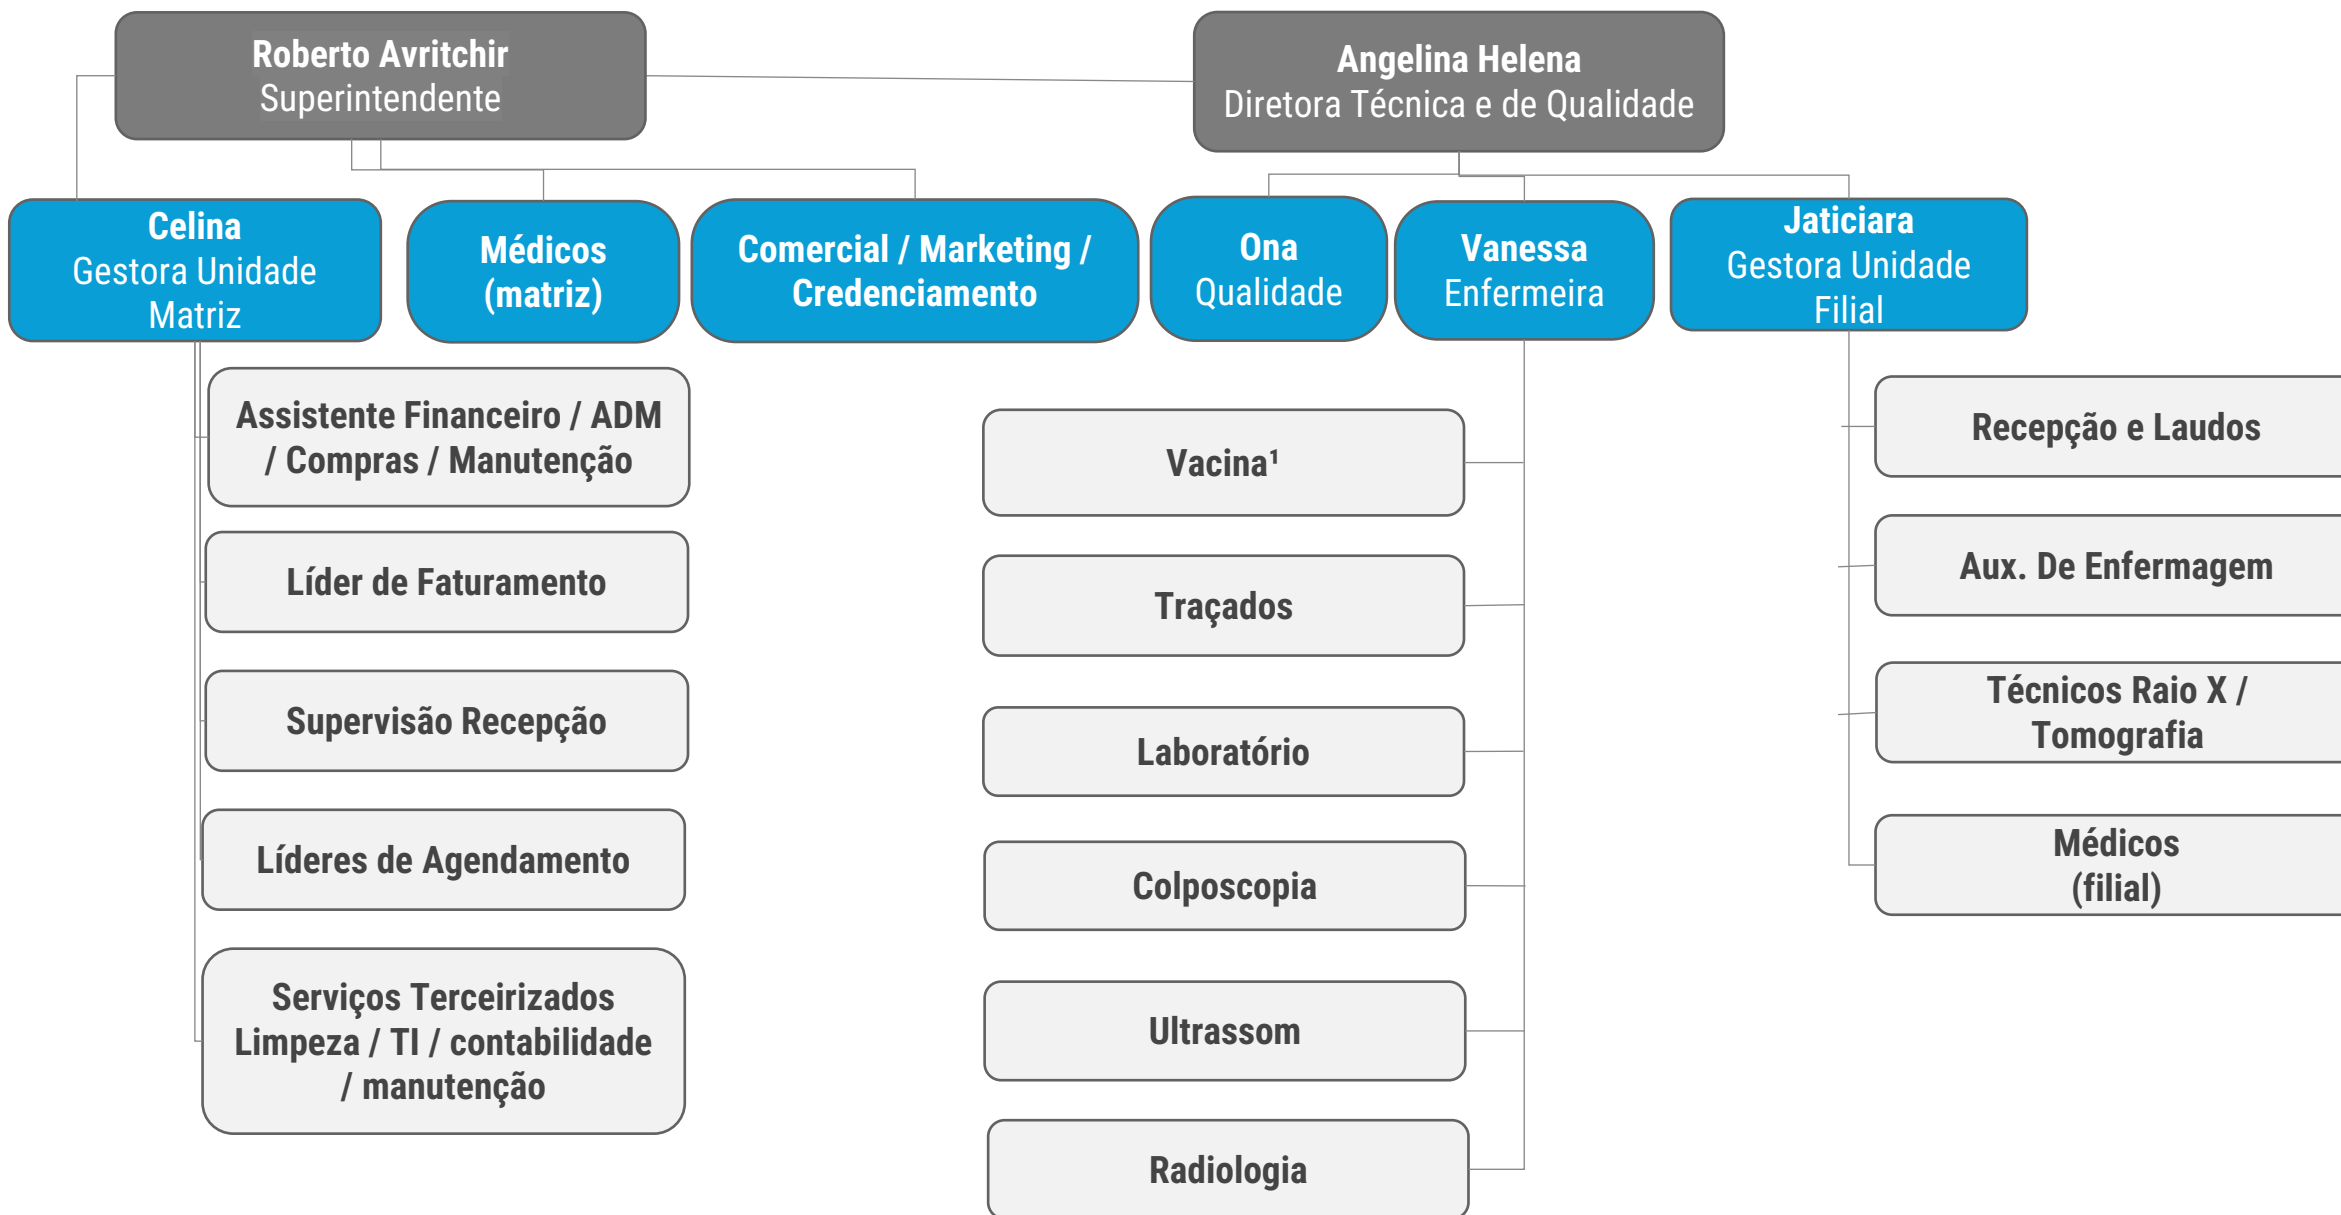 Roberto Avritchir
Superintendente
Angelina Helena
Diretora Técnica e de Qualidade
Celina
Gestora Unidade
Matriz
Médicos
(matriz)
Comercial / Marketing /
Credenciamento
Ona
Qualidade
Vanessa
Enfermeira
Jaticiara
Gestora Unidade
Filial
Assistente Financeiro / ADM
/ Compras / Manutenção
Líder de Faturamento
Supervisão Recepção
Líderes de Agendamento
Serviços Terceirizados
Limpeza / TI / contabilidade
/ manutenção
Vacina¹
Traçados
Laboratório
Colposcopia
Ultrassom
Radiologia
Recepção e Laudos
Aux. De Enfermagem
Técnicos Raio X /
Tomografia
Médicos
(filial)